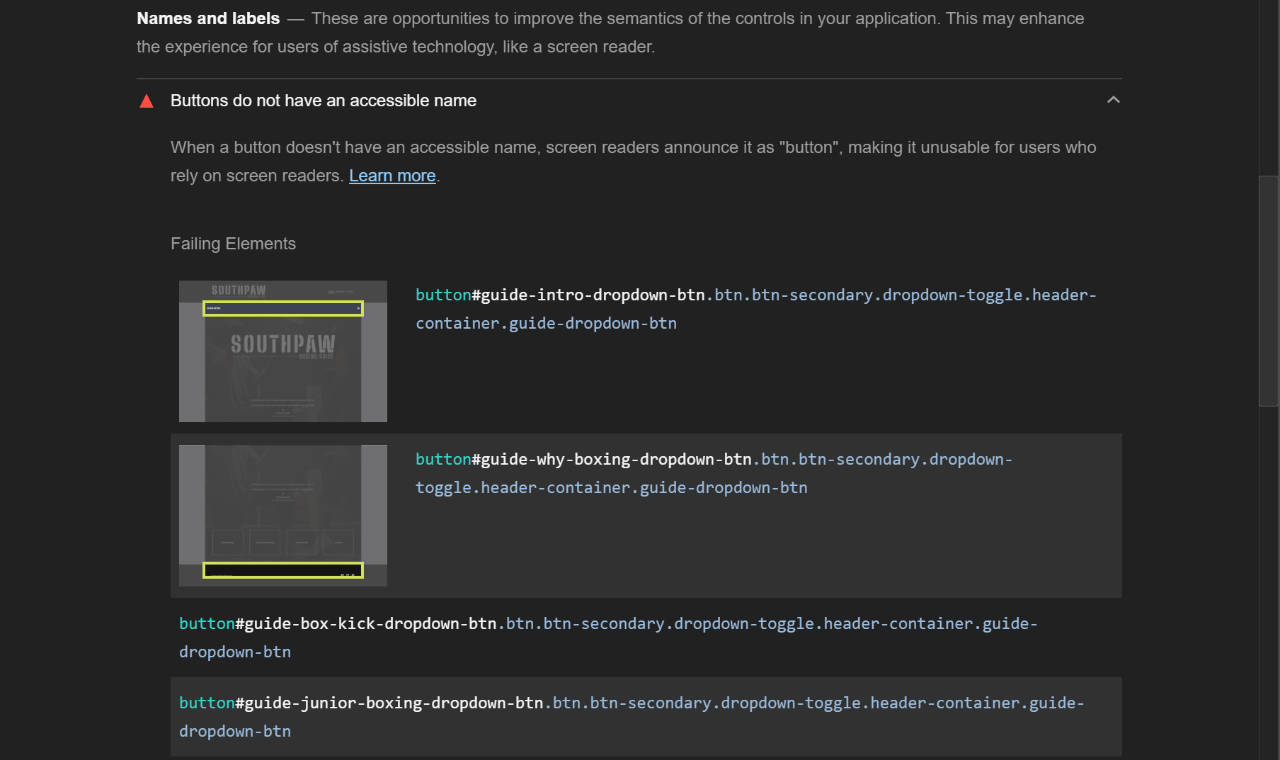 Names and labels — These are opportunities to improve the semantics of the controls in your application. This may enhance
the experience for users of assistive technology, like a screen reader.
Buttons do not have an accessible name
When a button doesn't have an accessible name, screen readers announce it as "button", making it unusable for users who
rely on screen readers. Learn more.
Failing Elements
SOUTHPAW
SOUTHPAW
button#guide-intro-dropdown-btn.btn.btn-secondary.dropdown-toggle.header-
container.guide-dropdown-btn
button#guide-why-boxing-dropdown-btn.btn.btn-secondary.dropdown-
toggle.header-container.guide-dropdown-btn
button#guide-box-kick-dropdown-btn.btn.btn-secondary.dropdown-toggle.header-container.guide-
dropdown-btn
button#guide-junior-boxing-dropdown-btn.btn.btn-secondary.dropdown-toggle.header-container.guide-
dropdown-btn